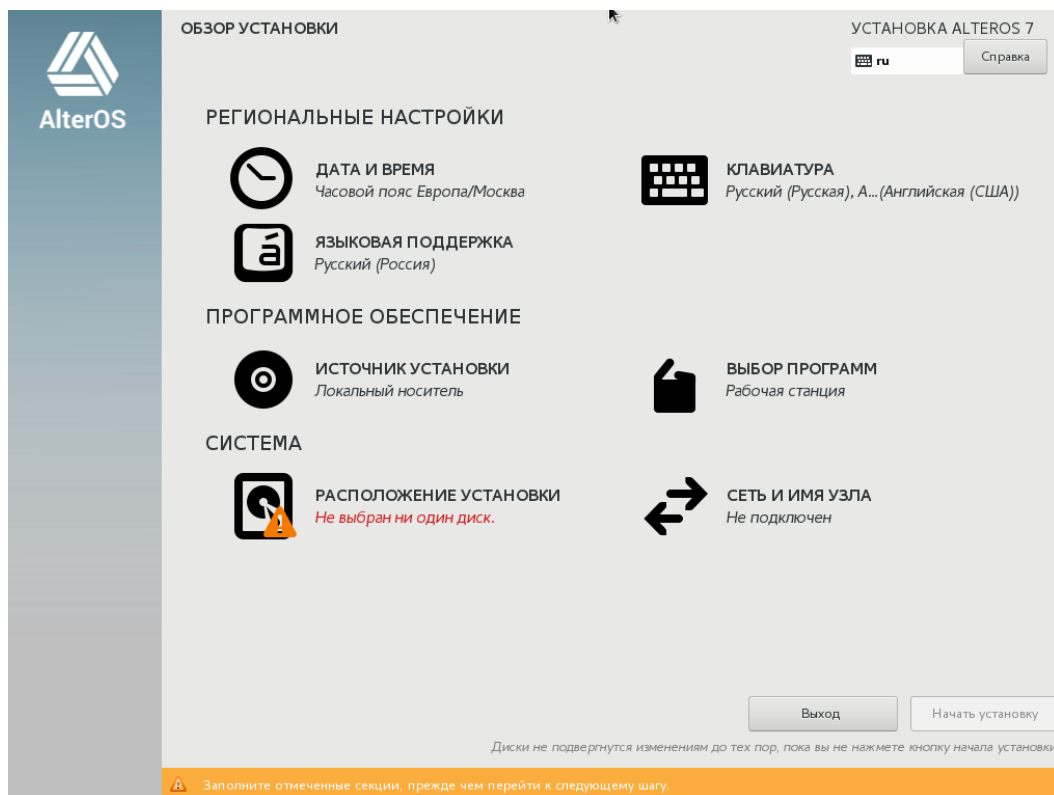 AlterOS
ОБЗОР УСТАНОВКИ
УСТАНОВКА ALTEROS 7
ru
Справка
РЕГИОНАЛЬНЫЕ НАСТРОЙКИ
ДАТА И ВРЕМЯ
Часовой пояс Европа/Москва
КЛАВИАТУРА
Русский (Русская), А...(Английская (США))
ЯЗЫКОВАЯ ПОДДЕРЖКА
Русский (Россия)
ПРОГРАММНОЕ ОБЕСПЕЧЕНИЕ
ИСТОЧНИК УСТАНОВКИ
Локальный носитель
ВЫБОР ПРОГРАММ
Рабочая станция
СИСТЕМА
РАСПОЛОЖЕНИЕ УСТАНОВКИ
Не выбран ни один диск.
СЕТЬ И ИМЯ УЗЛА
Не подключен
Выход
Начать установку
Диски не подвергнутся изменениям до тех пор, пока вы не нажмете кнопку начала установки
Заполните отмеченные секции, прежде чем перейти к следующему шагу.